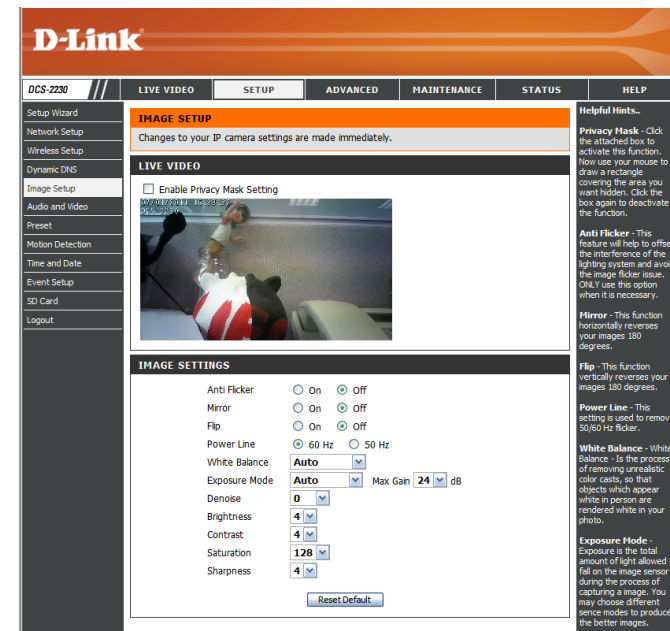 D-Link
DCS-2230
LIVE VIDEO
SETUP
ADVANCED
MAINTENANCE
STATUS
HELP
Setup Wizard
Network Setup
Wireless Setup
Dynamic DNS
Image Setup
Audio and Video
Preset
Motion Detection
Time and Date
Event Setup
SD Card
Logout
IMAGE SETUP
Changes to your IP camera settings are made immediately.
LIVE VIDEO
Enable Privacy Mask Setting
DCS-2230
IMAGE SETTINGS
Anti Flicker On Off
Mirror On Off
Flip On Off
Power Line 60 Hz 50 Hz
White Balance Auto
Exposure Mode Auto Max Gain 24 dB
Denoise 0
Brightness 4
Contrast 4
Saturation 128
Sharpness 4
Reset Default
Helpful Hints..
Privacy Mask - Click
the attached box to
activate this function.
Now use your mouse to
draw a rectangle
covering the area you
want hidden. Click the
box again to deactivate
the function.
Anti Flicker - This
feature will help to offse
the interference of the
lighting system and avoi
the image flicker issue.
ONLY use this option
when it is necessary.
Mirror - This function
horizontally reverses
your images 180
degrees.
Flip - This function
vertically reverses your
images 180 degrees.
Power Line - This
setting is used to remov
50/60 Hz flicker.
White Balance - White
Balance - Is the process
of removing unrealistic
color casts, so that
objects which appear
white in person are
rendered white in your
photo.
Exposure Mode -
Exposure is the total
amount of light allowed t
fall on the image sensor
during the process of
capturing a image. You
may choose different
sence modes to produce
the better images.